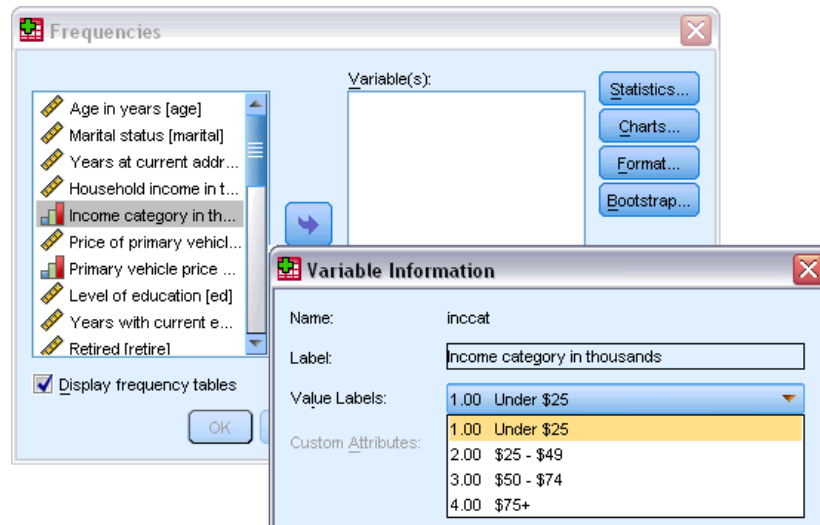 Frequencies
Variable(s):
Age in years [age]
Marital status [marital]
Years at current addr...
Household income in t...
Income category in th...
Price of primary vehicl...
Primary vehicle price ...
Level of education [ed]
Years with current e...
Retired [retire]
Statistics...
Charts...
Format...
Bootstrap...
Display frequency tables
OK
Variable Information
Name: inccat
Label: Income category in thousands
Value Labels: 1.00 Under $25
Custom Attributes:
1.00 Under $25
2.00 $25 - $49
3.00 $50 - $74
4.00 $75+